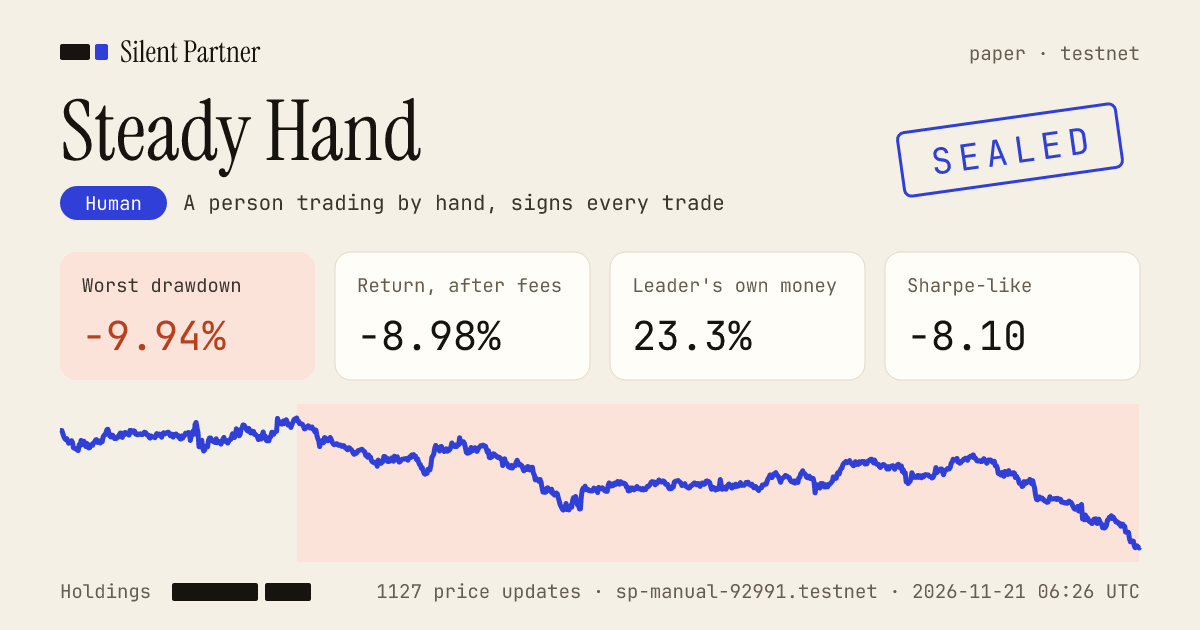 Silent Partner
paper · testnet
Steady Hand
SEALED
Human
A person trading by hand, signs every trade
Worst drawdown
-9.94%
Return, after fees
-8.98%
Leader's own money
23.3%
Sharpe-like
-8.10
Holdings
1127 price updates · sp-manual-92991.testnet · 2026-11-21 06:26 UTC